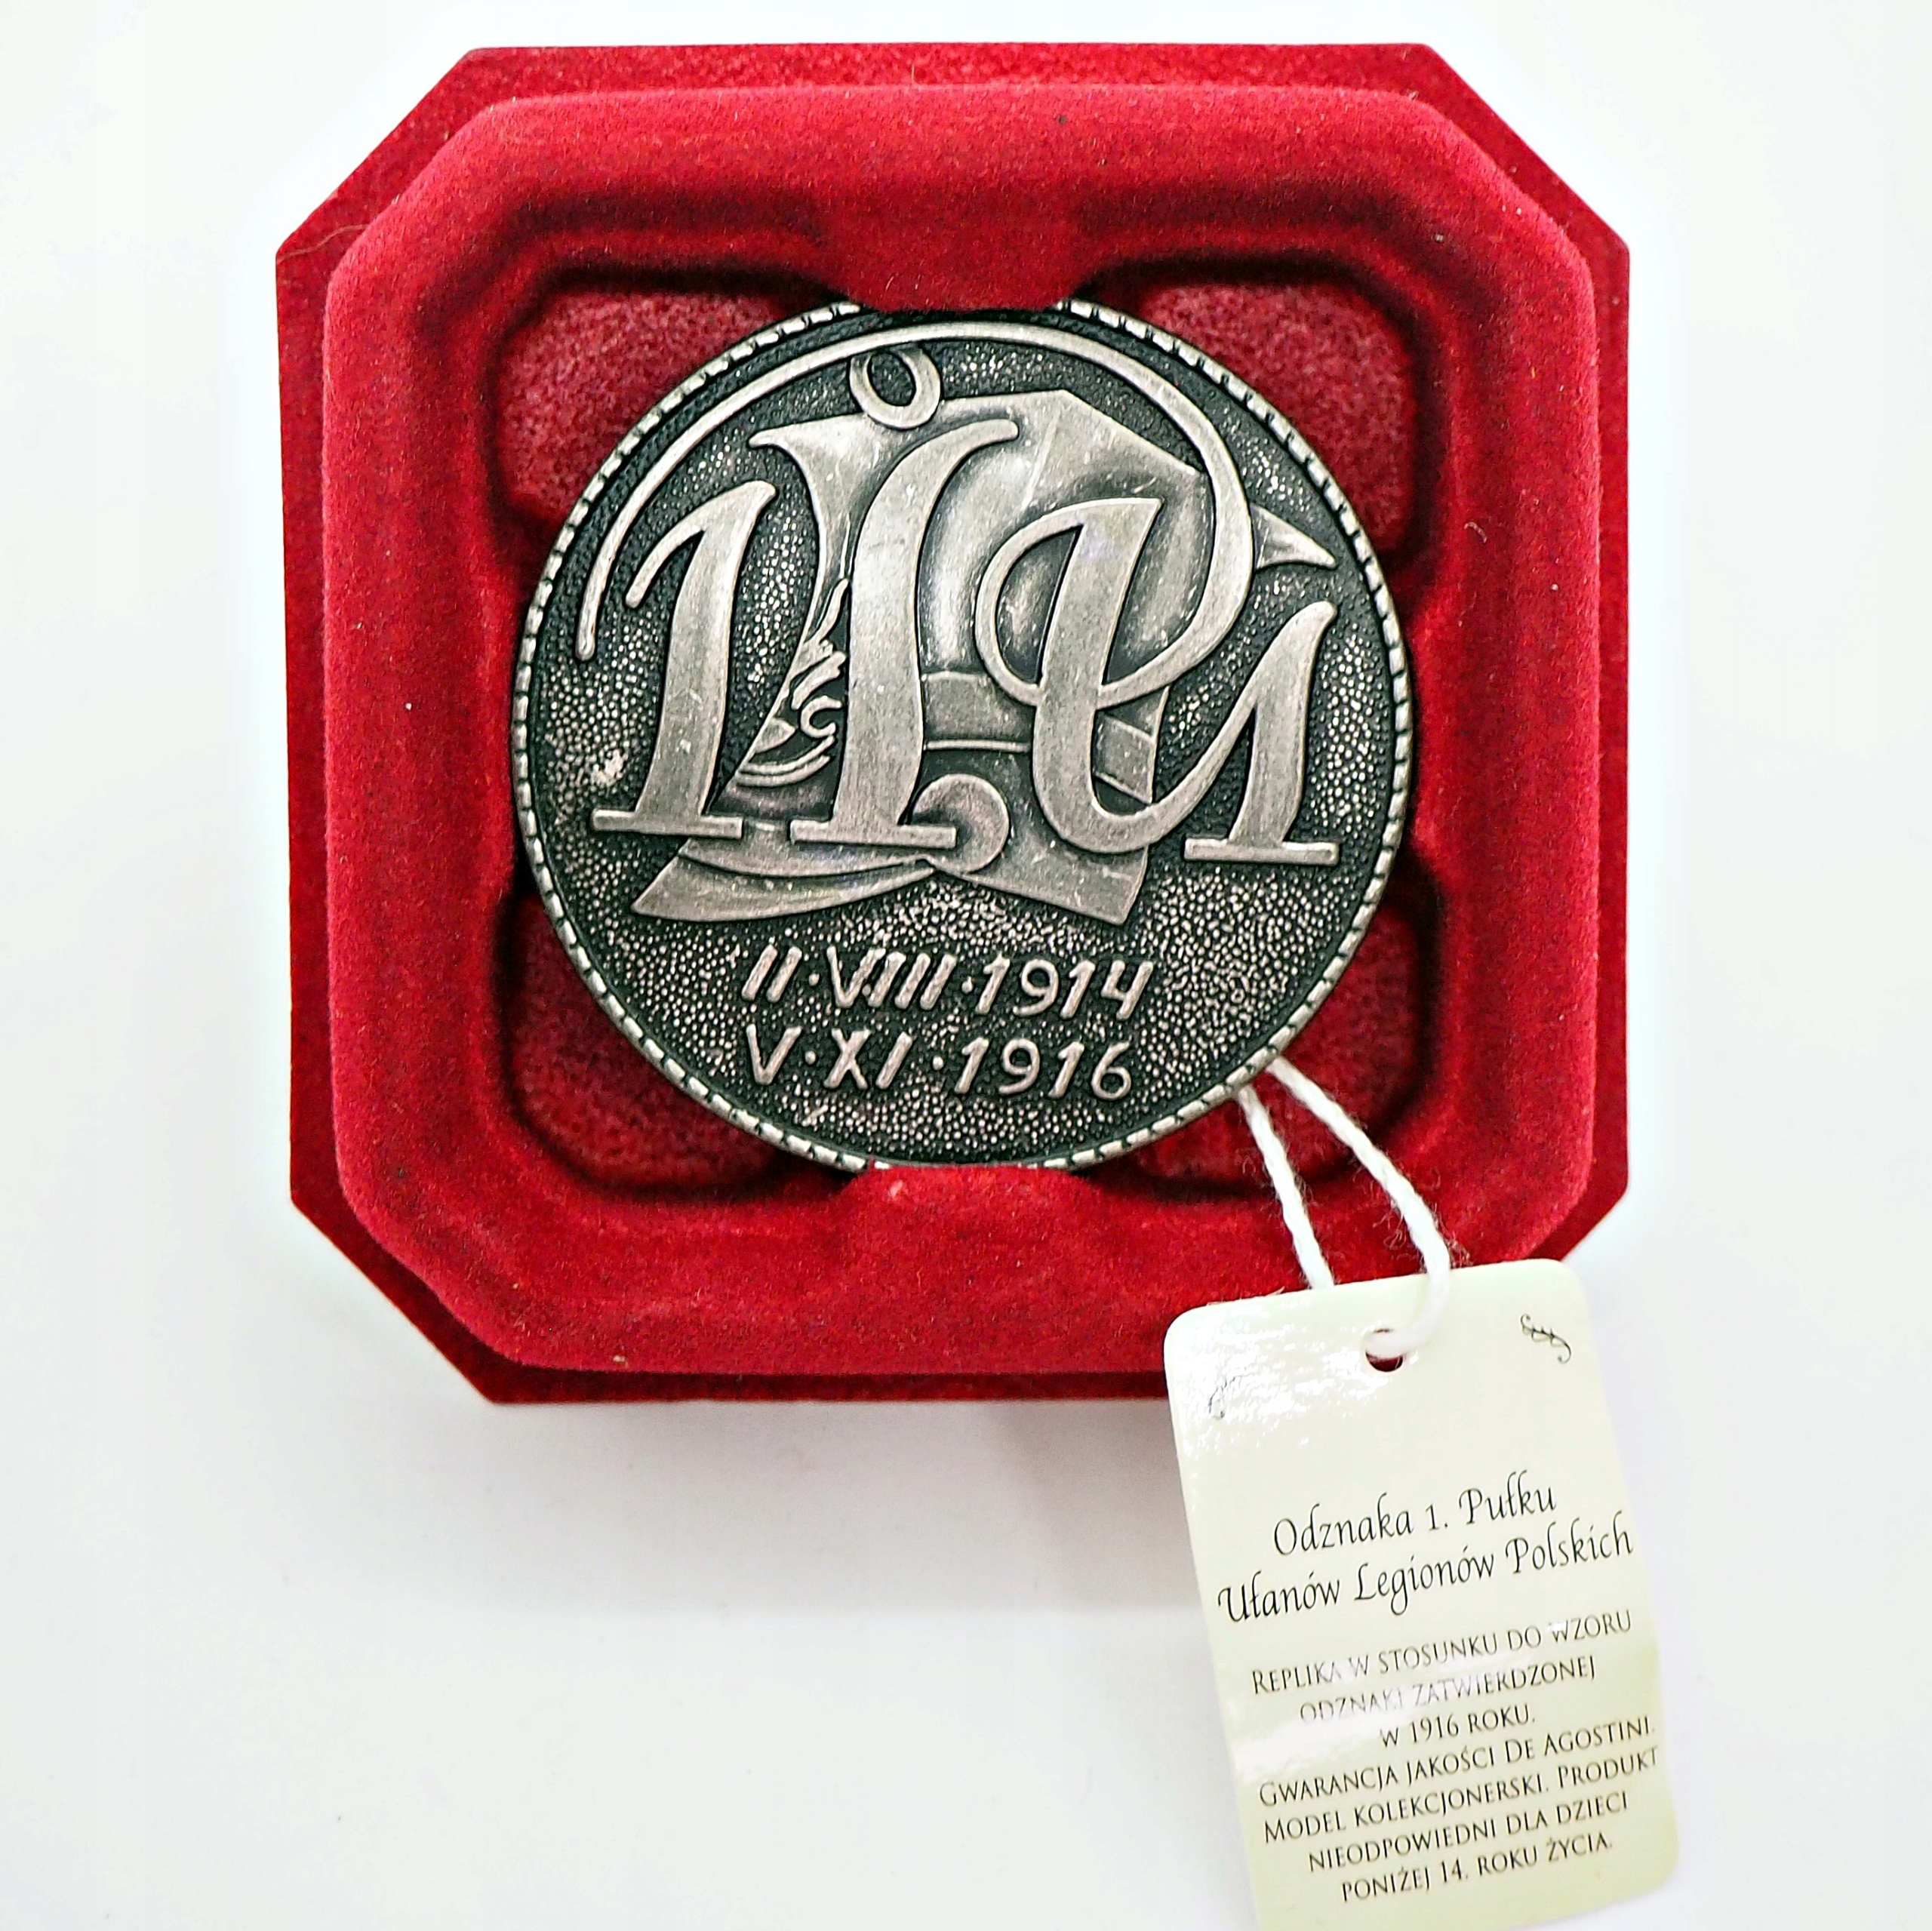 1PU
II·VIII·1914
V·XI·1916
Odznaka 1. Pułku
Ułanów Legionów Polskich
Replika w stosunku do wzoru
odznaki zatwierdzonej
w 1916 roku.
Gwarancja jakości De Agostini.
Model kolekcjonerski. Produkt
nieodpowiedni dla dzieci
poniżej 14. roku życia.